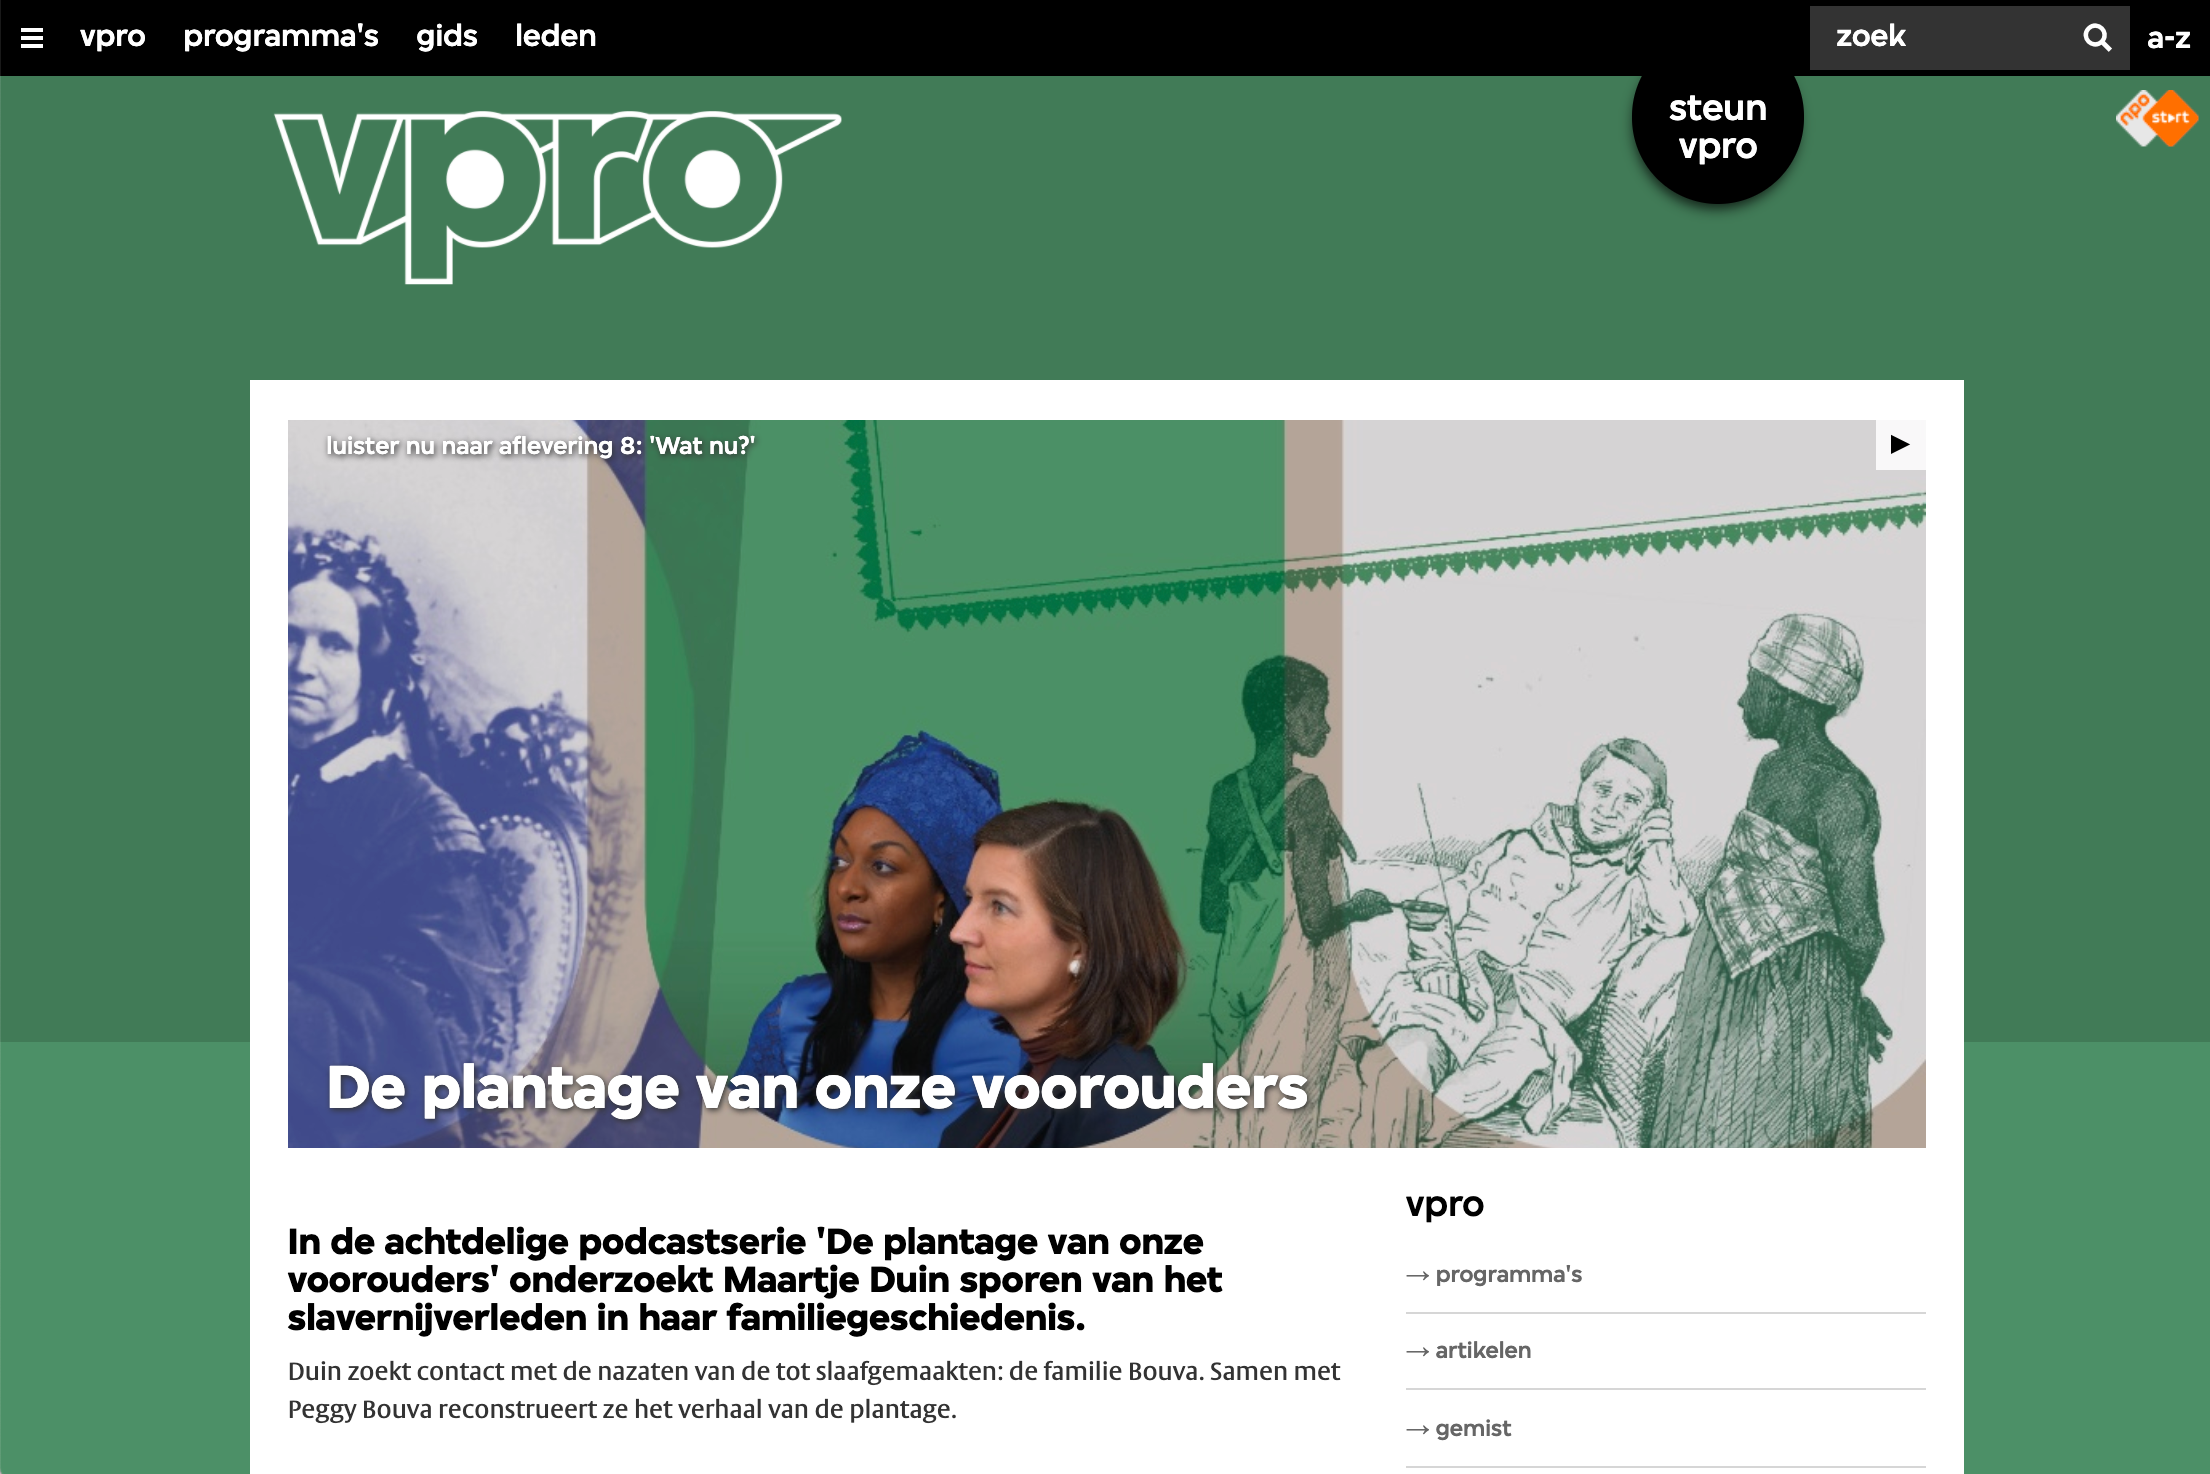 vpro programma's gids leden zoek a-z
steun
vpro
npo
start
vpro
luister nu naar aflevering 8: 'Wat nu?'
De plantage van onze voorouders
In de achtdelige podcastserie 'De plantage van onze
voorouders' onderzoekt Maartje Duin sporen van het
slavernijverleden in haar familiegeschiedenis.
Duin zoekt contact met de nazaten van de tot slaafgemaakten: de familie Bouva. Samen met
Peggy Bouva reconstrueert ze het verhaal van de plantage.
vpro
→ programma's
→ artikelen
→ gemist